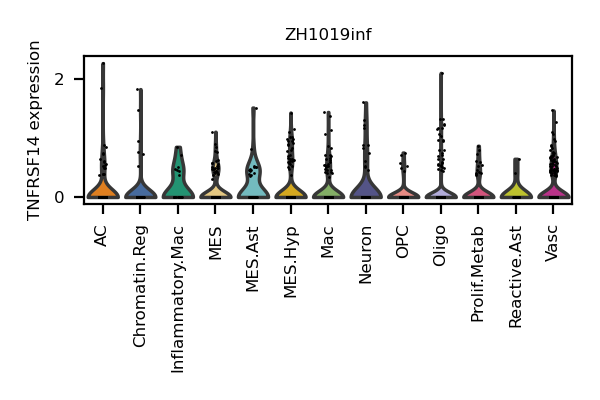 ZH1019inf
TNFRSF14 expression
2
0
AC
Chromatin.Reg
Inflammatory.Mac
MES
MES.Ast
MES.Hyp
Mac
Neuron
OPC
Oligo
Prolif.Metab
Reactive.Ast
Vasc